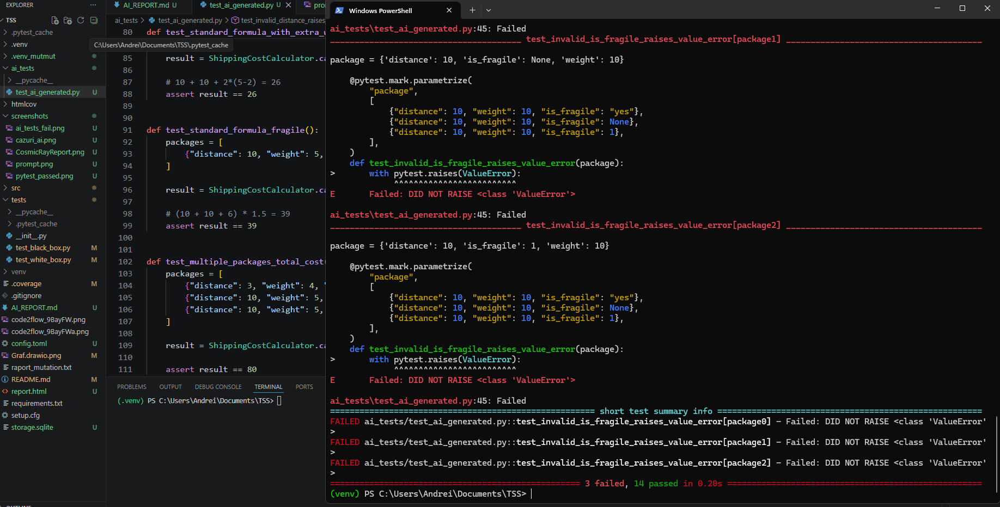 EXPLORER
···
TSS
.pytest_cache
.venv
.venv_mutmut
ai_tests
__pycache__
test_ai_generated.py U
htmlcov
screenshots
ai_tests_fail.png U
cazuri_ai.png U
CosmicRayReport.png U
prompt.png U
pytest_passed.png U
src
tests
__pycache__
.pytest_cache
__init__.py
test_black_box.py M
test_white_box.py M
venv
.coverage M
.gitignore
AI_REPORT.md U
code2flow_9BayFW.png
code2flow_9BayFWa.png
config.toml U
Graf.drawio.png M
raport_mutation.txt
README.md M
report.html U
requirements.txt
setup.cfg
storage.sqlite U
C:\Users\Andrei\Documents\TSS\.pytest_cache
AI_REPORT.md U
test_ai_generated.py U
pro
ai_tests > test_ai_generated.py > test_invalid_distance_raises
80 def test_standard_formula_with_extra_w
85 result = ShippingCostCalculator.ca
86
87 # 10 + 10 + 2*(5-2) = 26
88 assert result == 26
89
90
91 def test_standard_formula_fragile():
92 packages = [
93 {"distance": 10, "weight": 5,
94 ]
95
96 result = ShippingCostCalculator.ca
97
98 # (10 + 10 + 6) * 1.5 = 39
99 assert result == 39
100
101
102 def test_multiple_packages_total_cost(
103 packages = [
104 {"distance": 3, "weight": 4, "
105 {"distance": 10, "weight": 5,
106 {"distance": 10, "weight": 5,
107 ]
108
109 result = ShippingCostCalculator.ca
110
111 assert result == 80
PROBLEMS OUTPUT DEBUG CONSOLE TERMINAL PORTS
(.venv) PS C:\Users\Andrei\Documents\TSS>
Windows PowerShell
ai_tests\test_ai_generated.py:45: Failed
_______________________________________ test_invalid_is_fragile_raises_value_error[package1] ________________________________________
package = {'distance': 10, 'is_fragile': None, 'weight': 10}
@pytest.mark.parametrize(
"package",
[
{"distance": 10, "weight": 10, "is_fragile": "yes"},
{"distance": 10, "weight": 10, "is_fragile": None},
{"distance": 10, "weight": 10, "is_fragile": 1},
],
)
def test_invalid_is_fragile_raises_value_error(package):
> with pytest.raises(ValueError):
^^^^^^^^^^^^^^^^^^^^^^^^^
E Failed: DID NOT RAISE <class 'ValueError'>
ai_tests\test_ai_generated.py:45: Failed
_______________________________________ test_invalid_is_fragile_raises_value_error[package2] ________________________________________
package = {'distance': 10, 'is_fragile': 1, 'weight': 10}
@pytest.mark.parametrize(
"package",
[
{"distance": 10, "weight": 10, "is_fragile": "yes"},
{"distance": 10, "weight": 10, "is_fragile": None},
{"distance": 10, "weight": 10, "is_fragile": 1},
],
)
def test_invalid_is_fragile_raises_value_error(package):
> with pytest.raises(ValueError):
^^^^^^^^^^^^^^^^^^^^^^^^^
E Failed: DID NOT RAISE <class 'ValueError'>
ai_tests\test_ai_generated.py:45: Failed
====================================================== short test summary info ======================================================
FAILED ai_tests/test_ai_generated.py::test_invalid_is_fragile_raises_value_error[package0] - Failed: DID NOT RAISE <class 'ValueError'
>
FAILED ai_tests/test_ai_generated.py::test_invalid_is_fragile_raises_value_error[package1] - Failed: DID NOT RAISE <class 'ValueError'
>
FAILED ai_tests/test_ai_generated.py::test_invalid_is_fragile_raises_value_error[package2] - Failed: DID NOT RAISE <class 'ValueError'
>
=================================================== 3 failed, 14 passed in 0.20s ====================================================
(venv) PS C:\Users\Andrei\Documents\TSS>